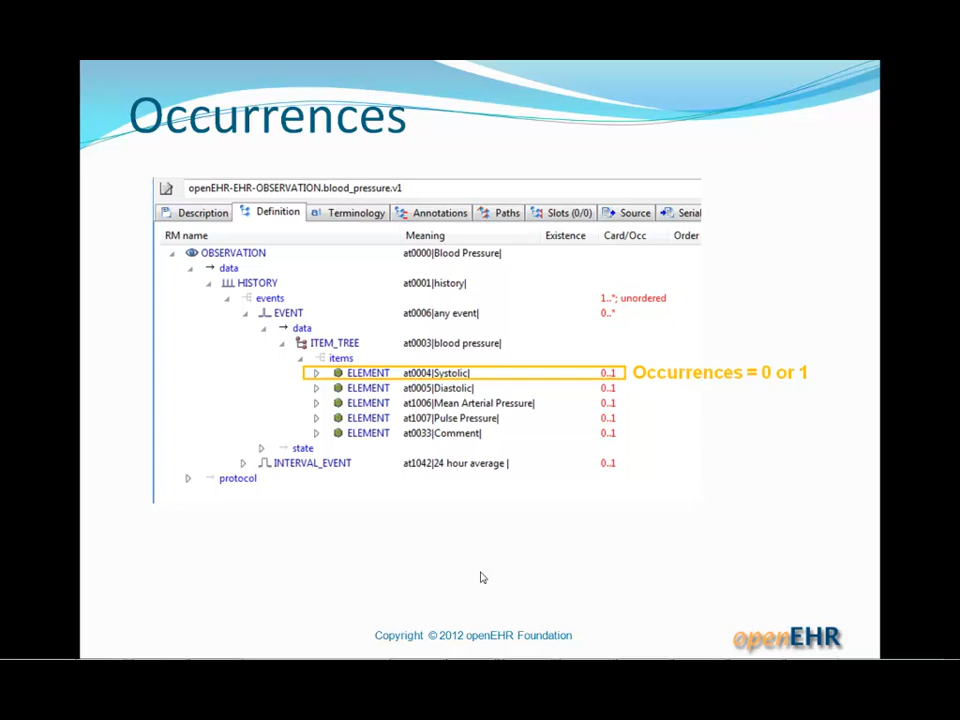 Occurrences
openEHR-EHR-OBSERVATION.blood_pressure.v1
Description Definition Terminology Annotations Paths Slots (0/0) Source Serial
RM name Meaning Existence Card/Occ Order
OBSERVATION at0000|Blood Pressure|
data
HISTORY at0001|history|
events 1..*; unordered
EVENT at0006|any event| 0..*
data
ITEM_TREE at0003|blood pressure|
items
ELEMENT at0004|Systolic| 0..1 Occurrences = 0 or 1
ELEMENT at0005|Diastolic| 0..1
ELEMENT at1006|Mean Arterial Pressure| 0..1
ELEMENT at1007|Pulse Pressure| 0..1
ELEMENT at0033|Comment| 0..1
state
INTERVAL_EVENT at1042|24 hour average | 0..1
protocol
Copyright © 2012 openEHR Foundation
openEHR